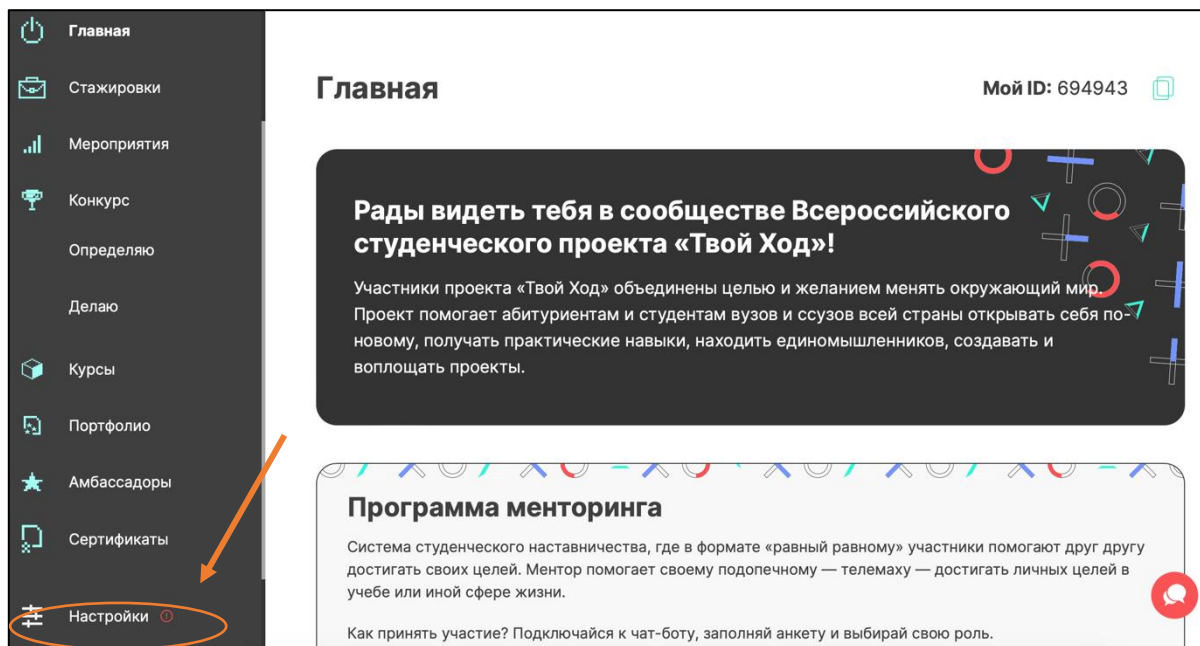 Главная
Стажировки
Мероприятия
Конкурс
Определяю
Делаю
Курсы
Портфолио
Амбассадоры
Сертификаты
Настройки
Главная
Мой ID: 694943
Рады видеть тебя в сообществе Всероссийского
студенческого проекта «Твой Ход»!
Участники проекта «Твой Ход» объединены целью и желанием менять окружающий мир.
Проект помогает абитуриентам и студентам вузов и ссузов всей страны открывать себя по-
новому, получать практические навыки, находить единомышленников, создавать и
воплощать проекты.
Программа менторинга
Система студенческого наставничества, где в формате «равный равному» участники помогают друг другу
достигать своих целей. Ментор помогает своему подопечному — телемаху — достигать личных целей в
учебе или иной сфере жизни.
Как принять участие? Подключайся к чат-боту, заполняй анкету и выбирай свою роль.